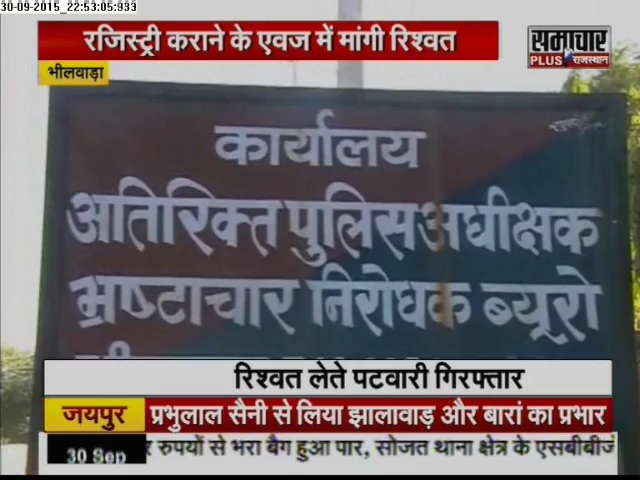 30-09-2015_22:53:05:933
रजिस्ट्री कराने के एवज में मांगी रिश्वत
समाचार
PLUS राजस्थान
भीलवाड़ा
कार्यालय
अतिरिक्त पुलिस अधीक्षक
भ्रष्टाचार निरोधक ब्यूरो
रिश्वत लेते पटवारी गिरफ्तार
जयपुर
प्रभुलाल सैनी से लिया झालावाड़ और बारां का प्रभार
30 Sep
र रुपयों से भरा बैग हुआ पार, सोजत थाना क्षेत्र के एसबीबीजे